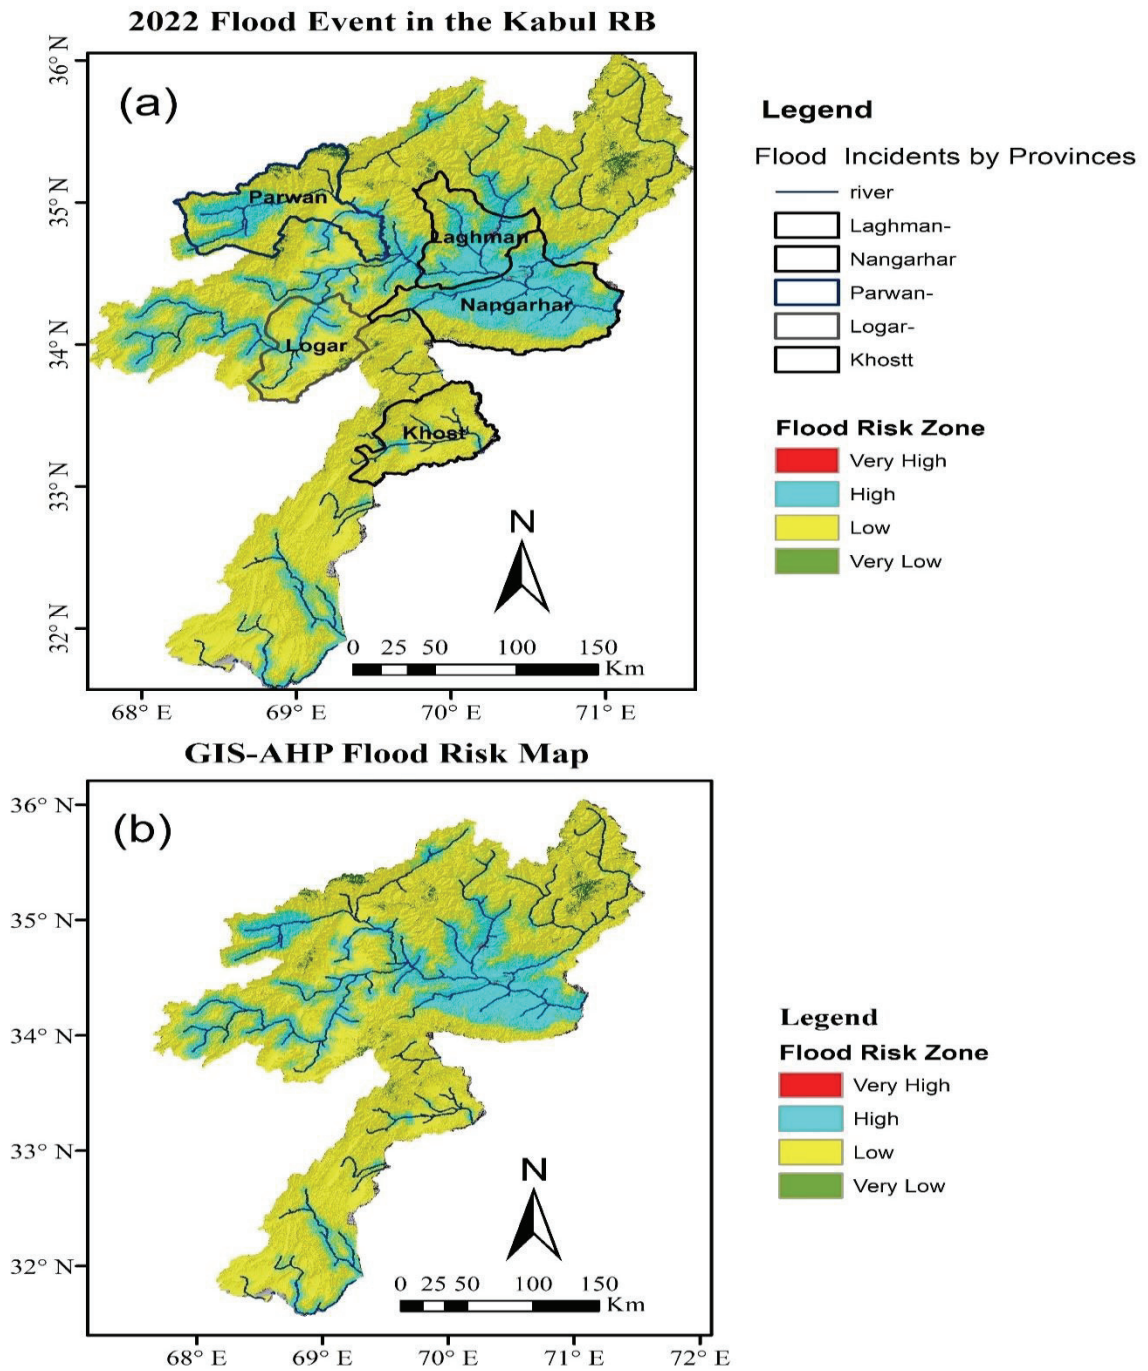 2022 Flood Event in the Kabul RB
(a)
36° N
35° N
34° N
33° N
32° N
Parwan
Laghman
Nangarhar
Logar
Khost
N
0 25 50 100 150
Km
68° E 69° E 70° E 71° E
Legend
Flood Incidents by Provinces
river
Laghman-
Nangarhar
Parwan-
Logar-
Khostt
Flood Risk Zone
Very High
High
Low
Very Low
GIS-AHP Flood Risk Map
(b)
36° N
35° N
34° N
33° N
32° N
N
0 25 50 100 150
Km
68° E 69° E 70° E 71° E 72° E
Legend
Flood Risk Zone
Very High
High
Low
Very Low